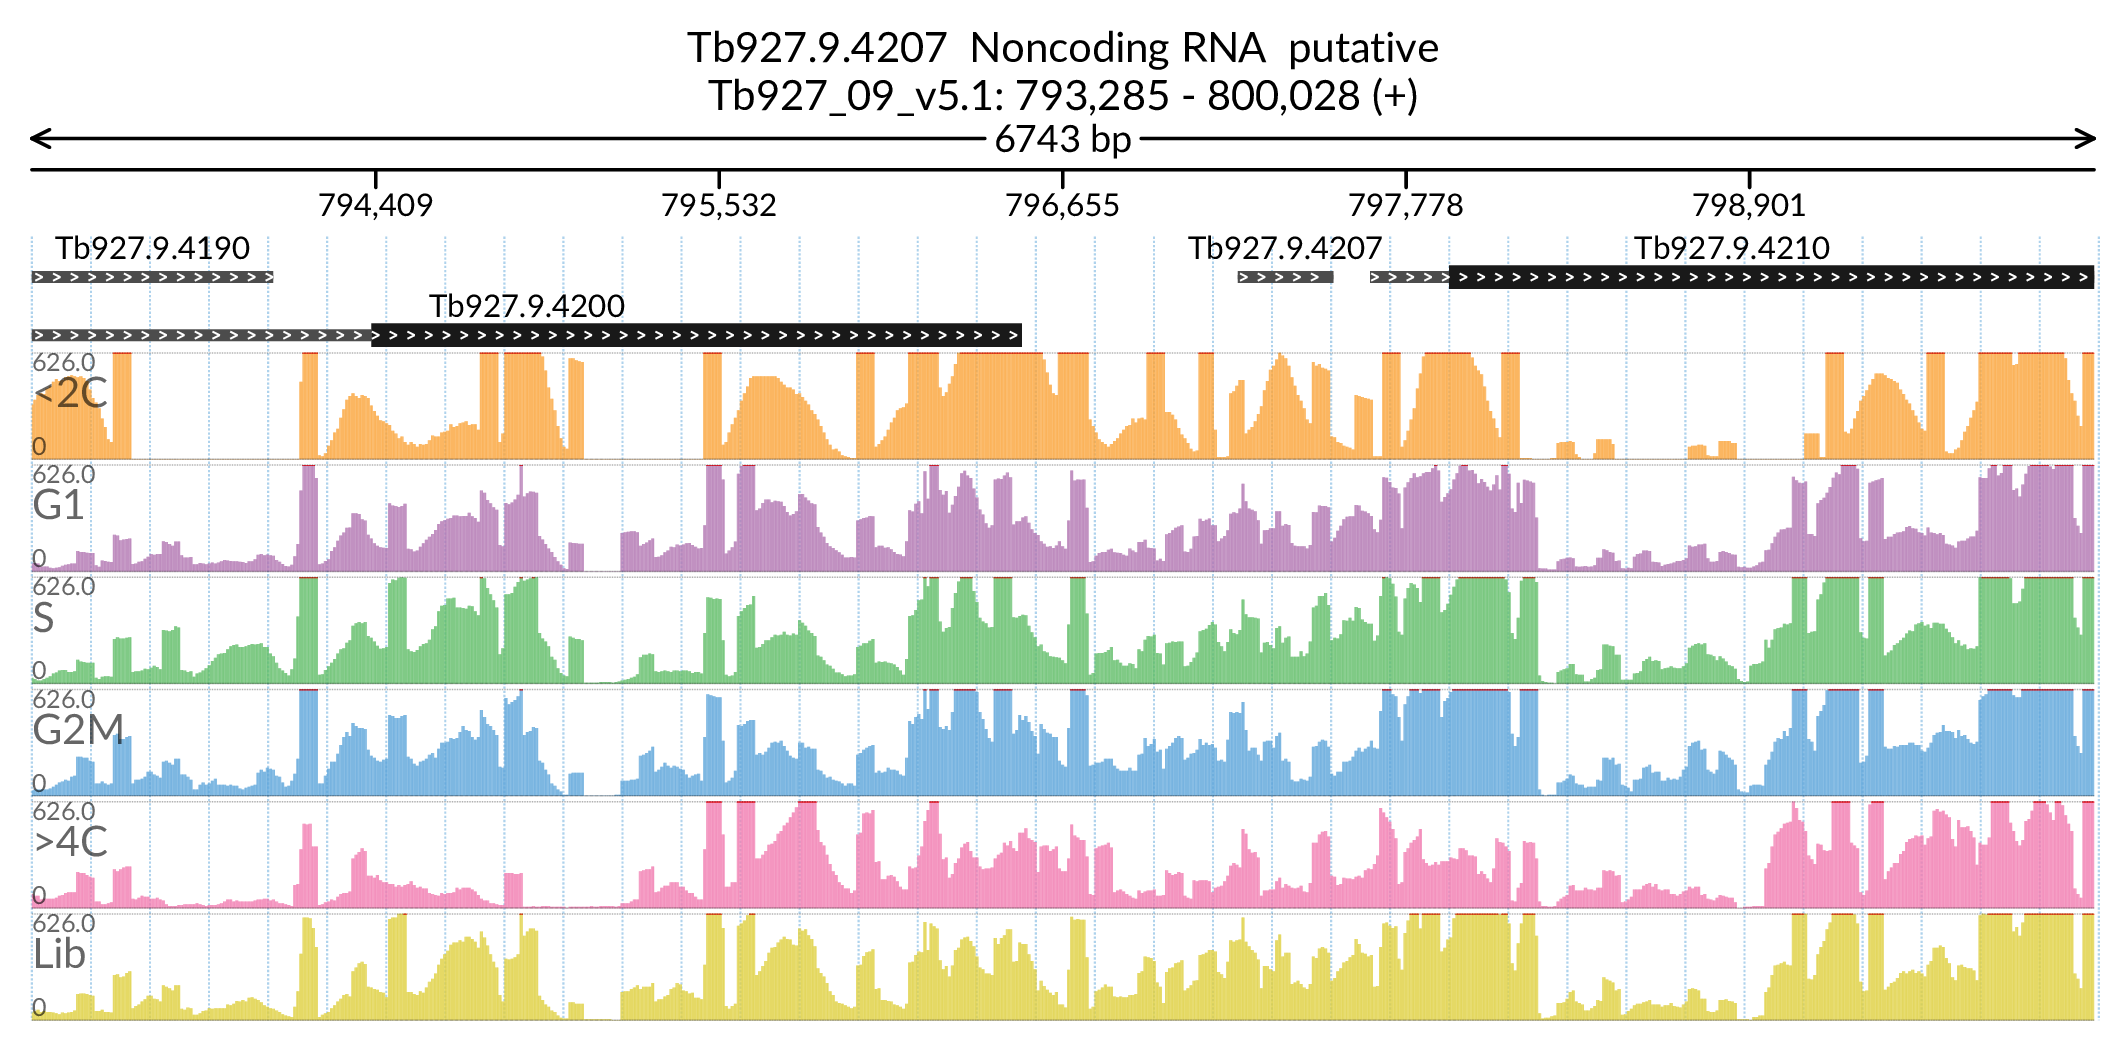 Tb927.9.4207  Noncoding RNA  putative
Tb927_09_v5.1: 793,285 - 800,028 (+)
6743 bp
794,409 795,532 796,655 797,778 798,901
Tb927.9.4190 Tb927.9.4207 Tb927.9.4210
Tb927.9.4200
626.0
<2C
0
626.0
G1
0
626.0
S
0
626.0
G2M
0
626.0
>4C
0
626.0
Lib
0